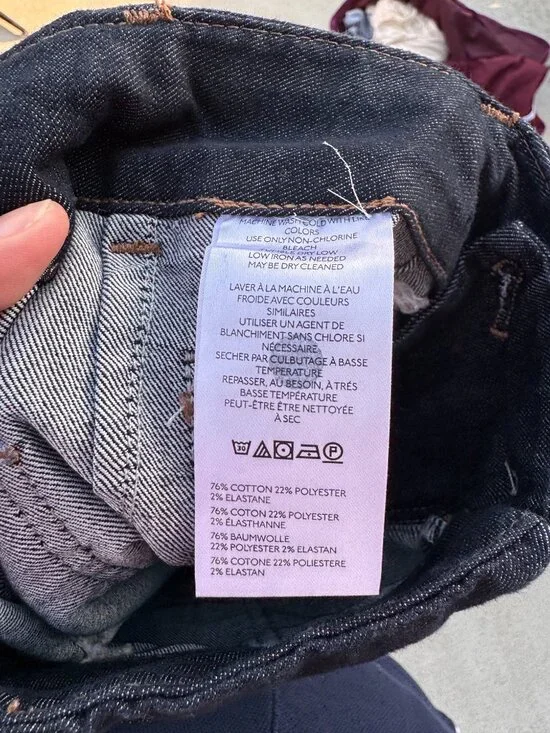 MACHINE WASH COLD WITH LIKE
COLORS
USE ONLY NON-CHLORINE
BLEACH
TUMBLE DRY LOW
LOW IRON AS NEEDED
MAY BE DRY CLEANED
LAVER À LA MACHINE À L'EAU
FROIDE AVEC COULEURS
SIMILAIRES
UTILISER UN AGENT DE
BLANCHIMENT SANS CHLORE SI
NÉCESSAIRE
SECHER PAR CULBUTAGE À BASSE
TEMPERATURE
REPASSER, AU BESOIN, À TRÉS
BASSE TEMPÉRATURE
PEUT-ÊTRE ÊTRE NETTOYÉE
À SEC
30 P
76% COTTON 22% POLYESTER
2% ELASTANE
76% COTON 22% POLYESTER
2% ÉLASTHANNE
76% BAUMWOLLE
22% POLYESTER 2% ELASTAN
76% COTONE 22% POLIESTERE
2% ELASTAN